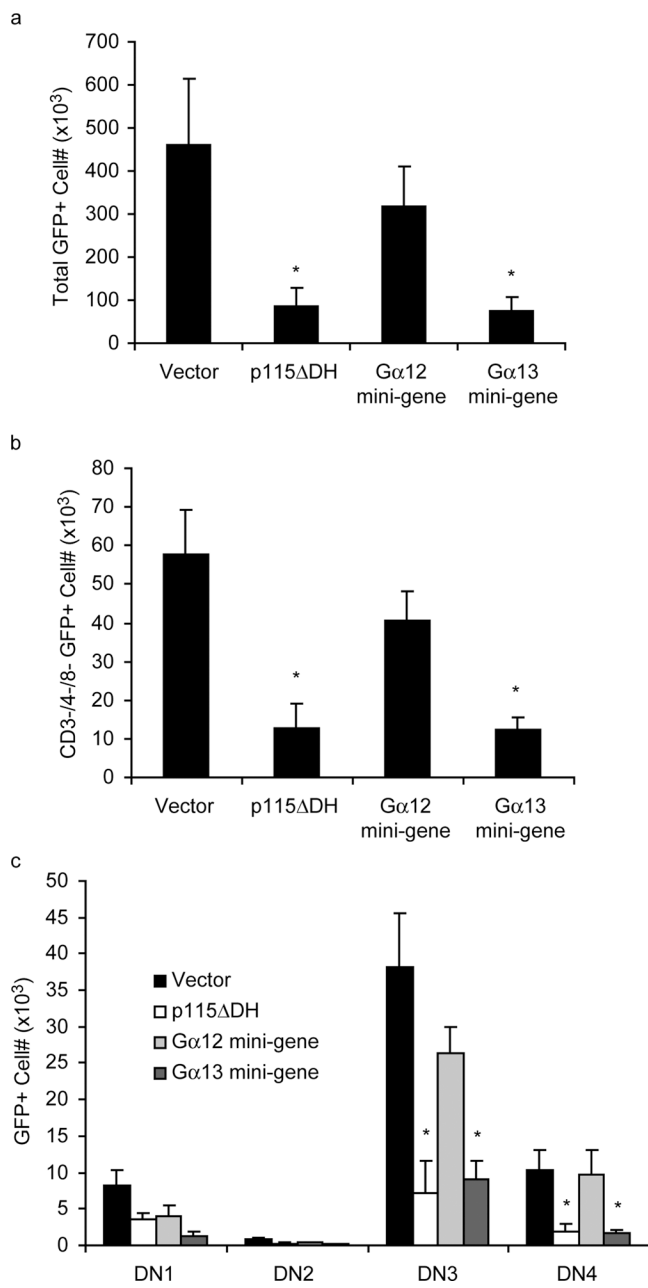 a
Total GFP+ Cell# (x10³)
700
600
500
400
300
200
100
0
*
*
Vector
p115ΔDH
Gα12
mini-gene
Gα13
mini-gene
b
CD3-/4-/8- GFP+ Cell# (x10³)
80
70
60
50
40
30
20
10
0
*
*
Vector
p115ΔDH
Gα12
mini-gene
Gα13
mini-gene
c
GFP+ Cell# (x10³)
50
45
40
35
30
25
20
15
10
5
0
Vector
p115ΔDH
Gα12 mini-gene
Gα13 mini-gene
*
*
*
*
DN1
DN2
DN3
DN4